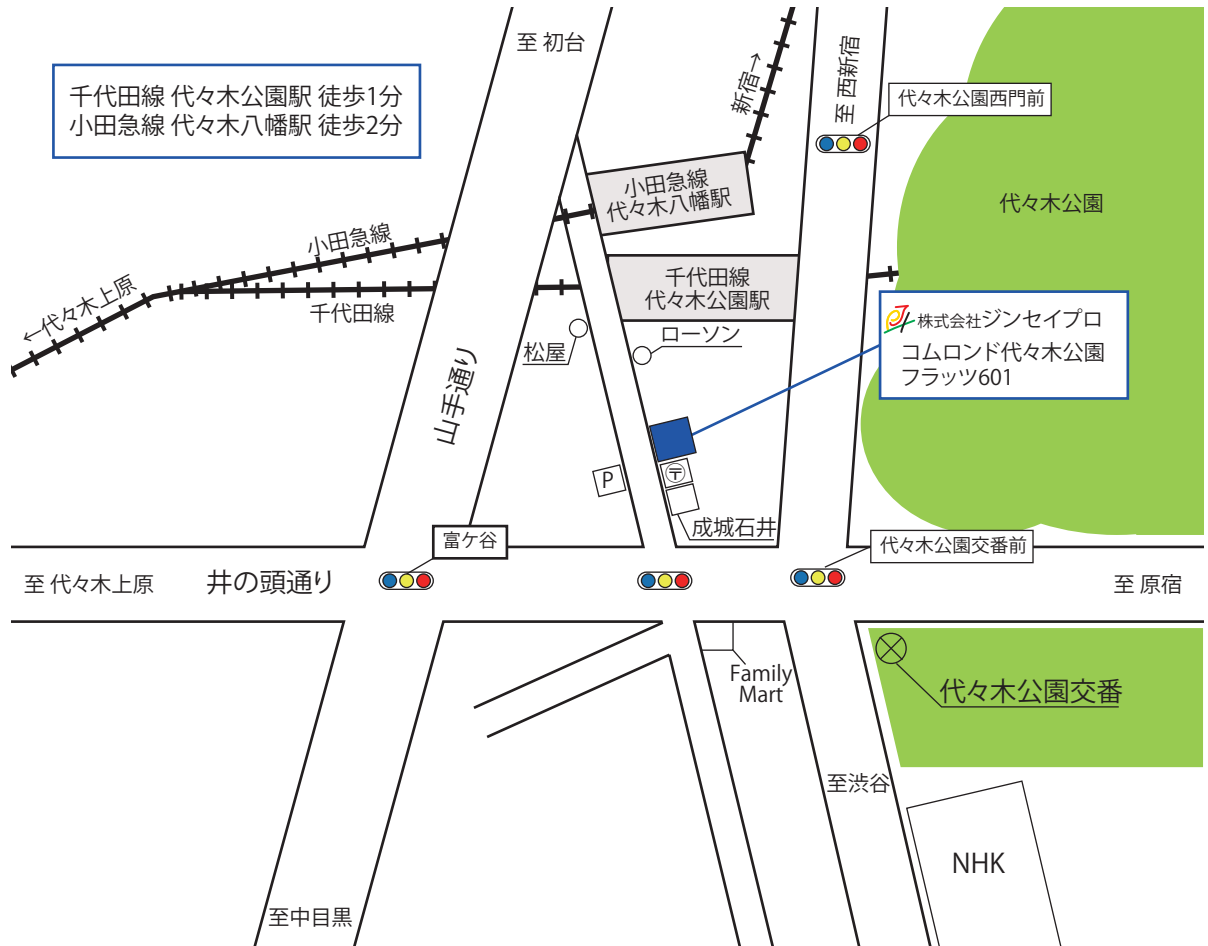 至 初台
千代田線 代々木公園駅 徒歩1分
小田急線 代々木八幡駅 徒歩2分
新宿→
至 西新宿
代々木公園西門前
小田急線
代々木八幡駅
代々木公園
小田急線
千代田線
←代々木上原
千代田線
代々木公園駅
株式会社ジンセイプロ
コムロンド代々木公園
フラッツ601
松屋
ローソン
山手通り
P
〒
成城石井
富ケ谷
代々木公園交番前
至 代々木上原
井の頭通り
至 原宿
Family
Mart
代々木公園交番
至渋谷
NHK
至中目黒